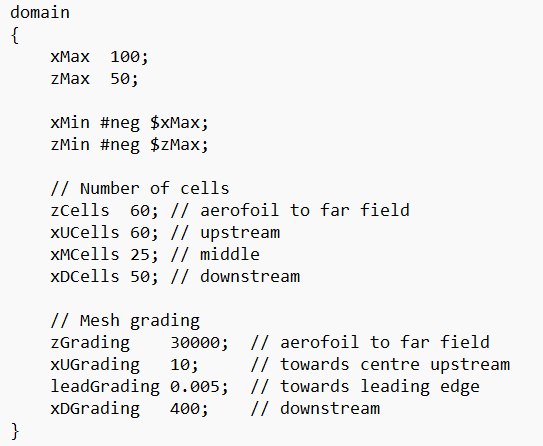 domain
{
    xMax  100;
    zMax  50;

    xMin #neg $xMax;
    zMin #neg $zMax;

    // Number of cells
    zCells  60; // aerofoil to far field
    xUCells 60; // upstream
    xMCells 25; // middle
    xDCells 50; // downstream

    // Mesh grading
    zGrading    30000;  // aerofoil to far field
    xUGrading   10;     // towards centre upstream
    leadGrading 0.005;  // towards leading edge
    xDGrading   400;    // downstream
}